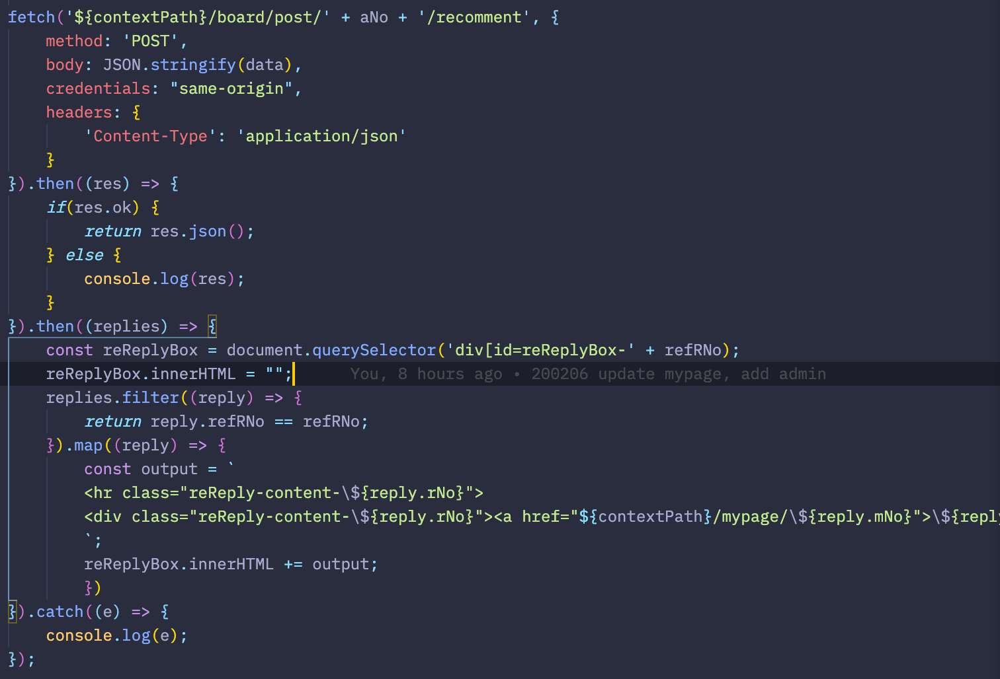 fetch('${contextPath}/board/post/' + aNo + '/recomment', {
    method: 'POST',
    body: JSON.stringify(data),
    credentials: "same-origin",
    headers: {
        'Content-Type': 'application/json'
    }
}).then((res) => {
    if(res.ok) {
        return res.json();
    } else {
        console.log(res);
    }
}).then((replies) => {
    const reReplyBox = document.querySelector('div[id=reReplyBox-' + refRNo);
    reReplyBox.innerHTML = "";      You, 8 hours ago • 200206 update mypage, add admin
    replies.filter((reply) => {
        return reply.refRNo == refRNo;
    }).map((reply) => {
        const output = `
        <hr class="reReply-content-\${reply.rNo}">
        <div class="reReply-content-\${reply.rNo}"><a href="${contextPath}/mypage/\${reply.mNo}">\${reply
        `;
        reReplyBox.innerHTML += output;
        })
}).catch((e) => {
    console.log(e);
});